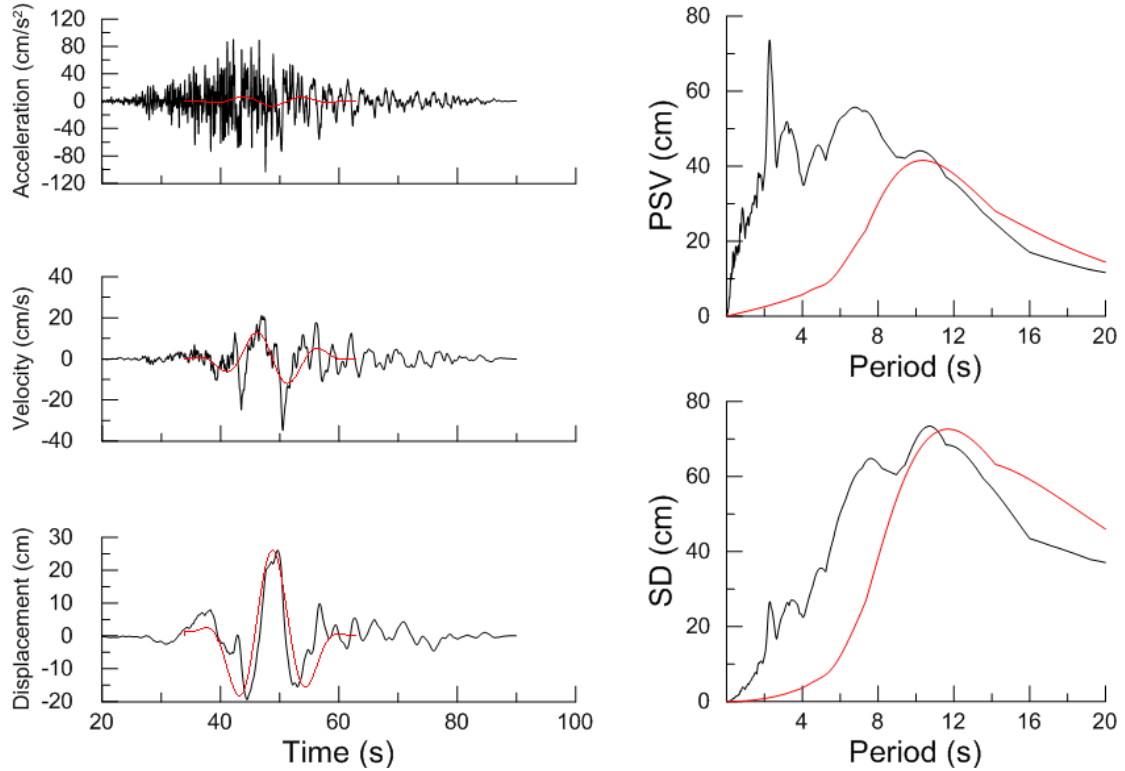 Acceleration (cm/s²)
120
80
40
0
-40
-80
-120
Velocity (cm/s)
40
20
0
-20
-40
Displacement (cm)
30
20
10
0
-10
-20
20 40 60 80 100
Time (s)
PSV (cm)
80
60
40
20
0
4 8 12 16 20
Period (s)
SD (cm)
80
60
40
20
0
4 8 12 16 20
Period (s)